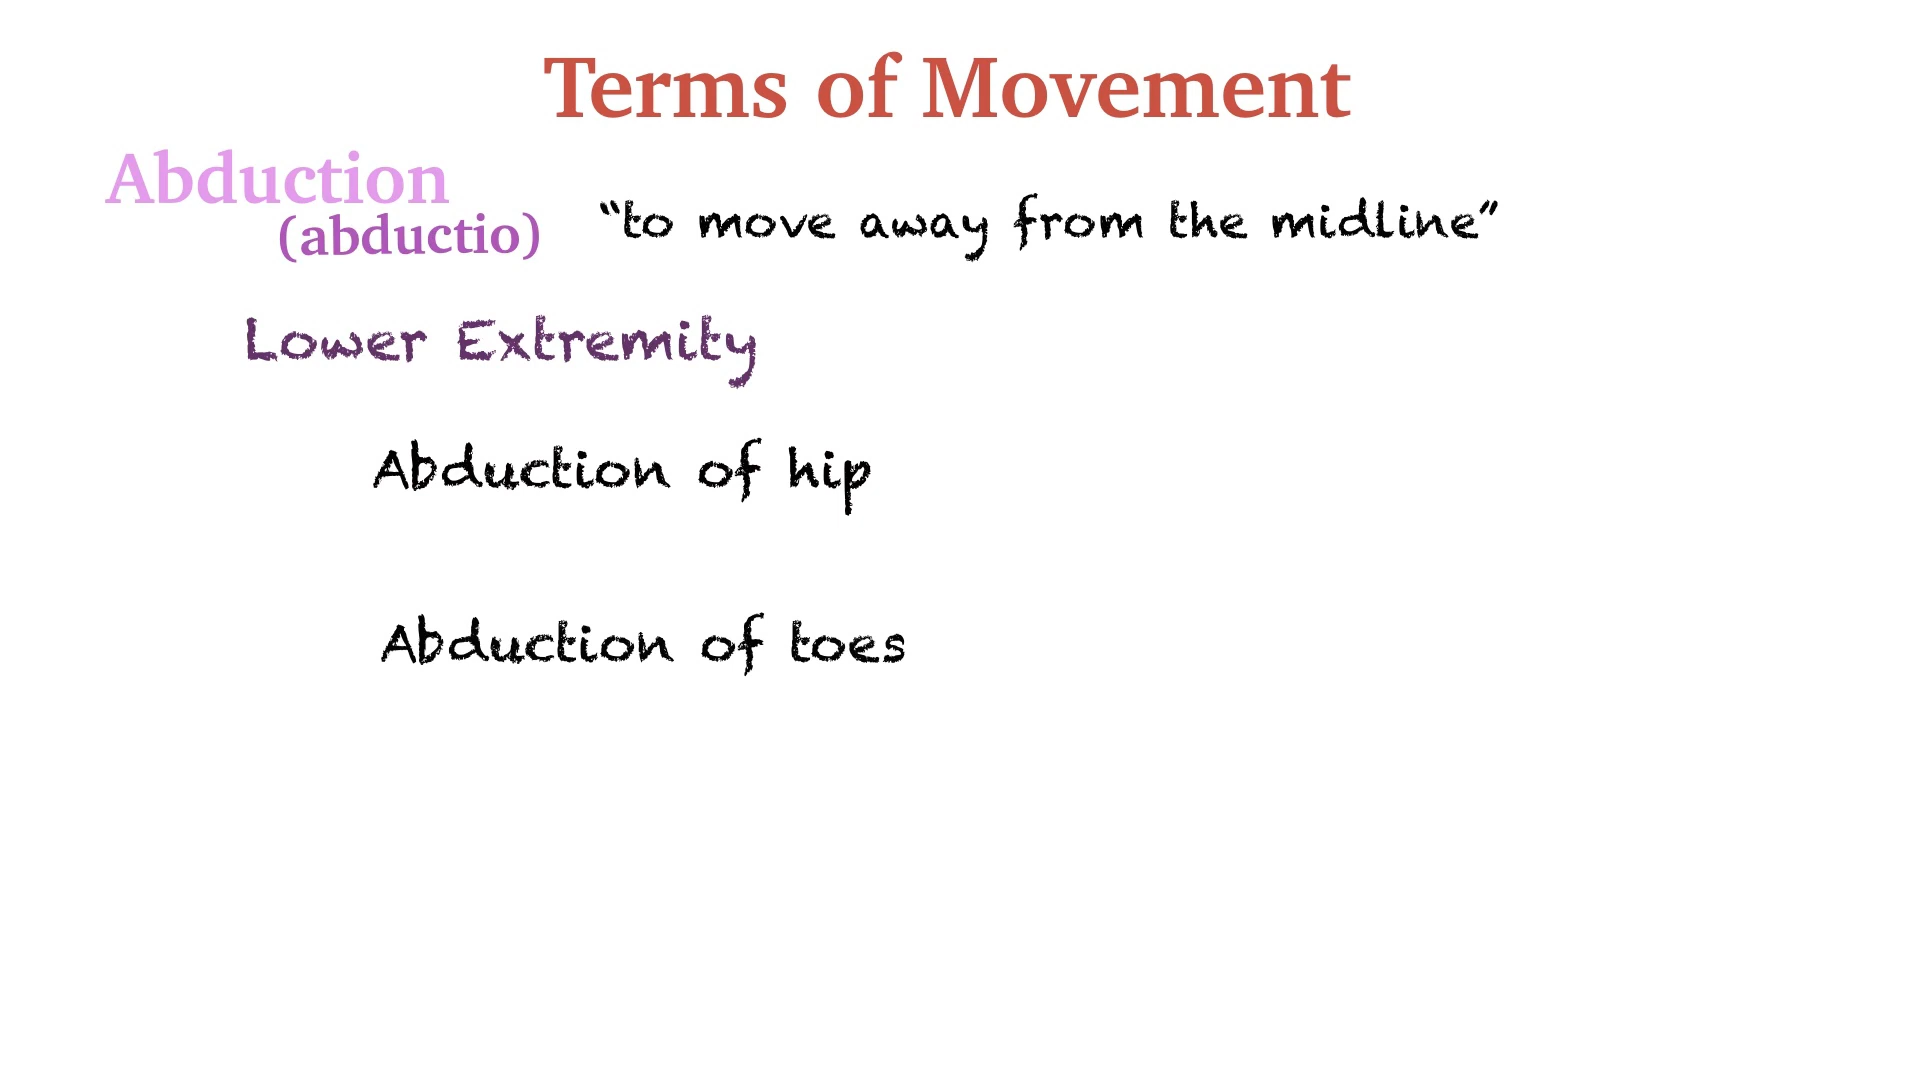 Terms of Movement
Abduction
(abductio)
“to move away from the midline”
Lower Extremity
Abduction of hip
Abduction of toes